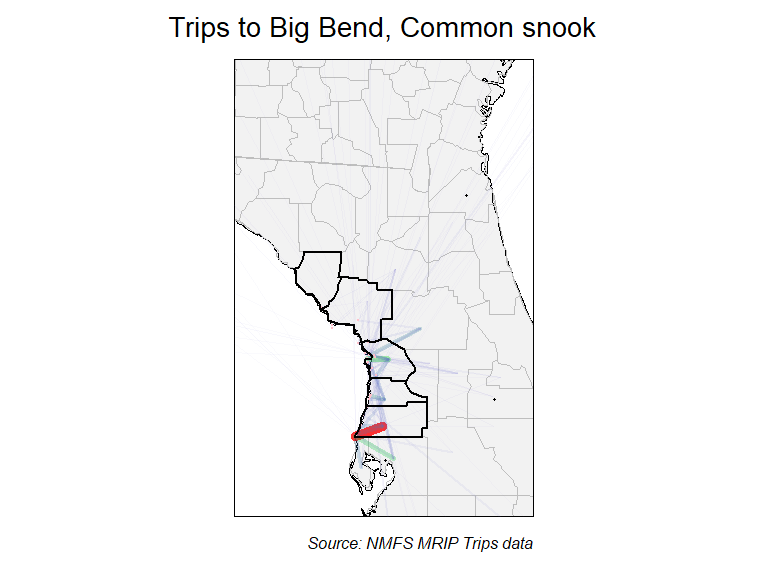 Trips to Big Bend, Common snook
Source: NMFS MRIP Trips data